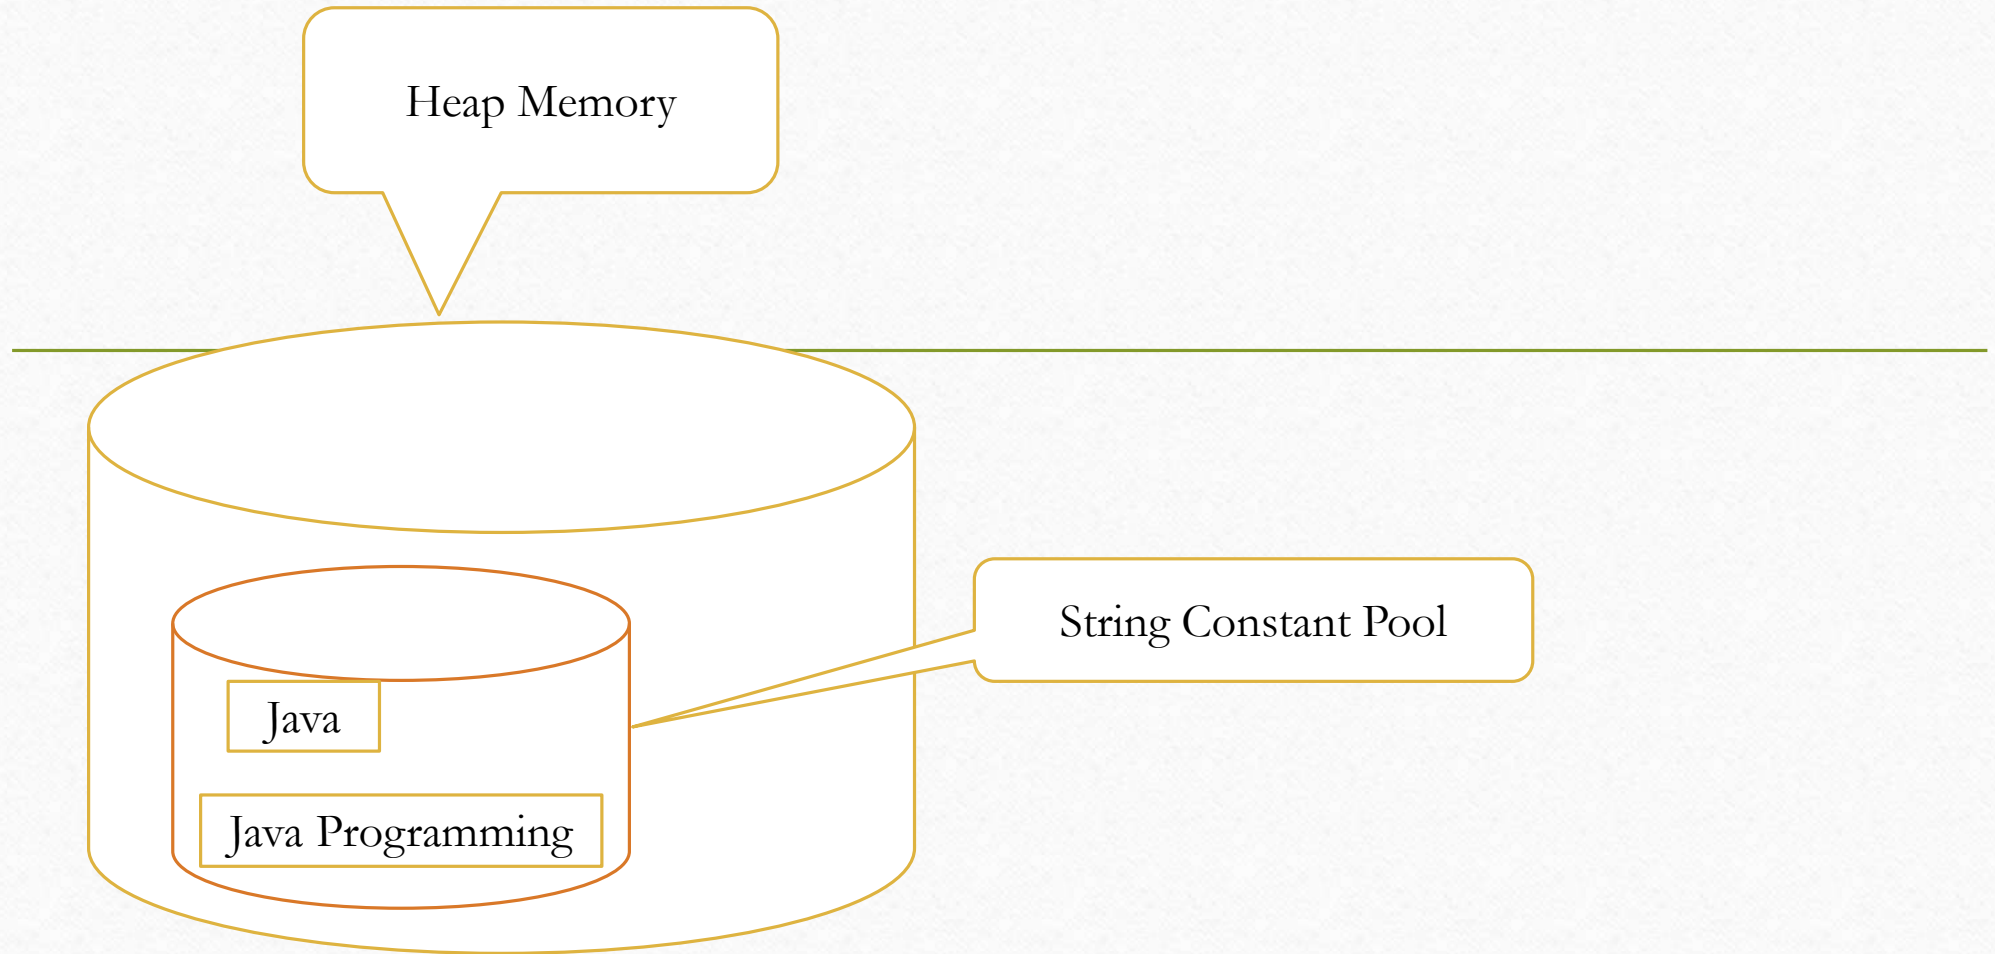 Heap Memory
String Constant Pool
Java
Java Programming